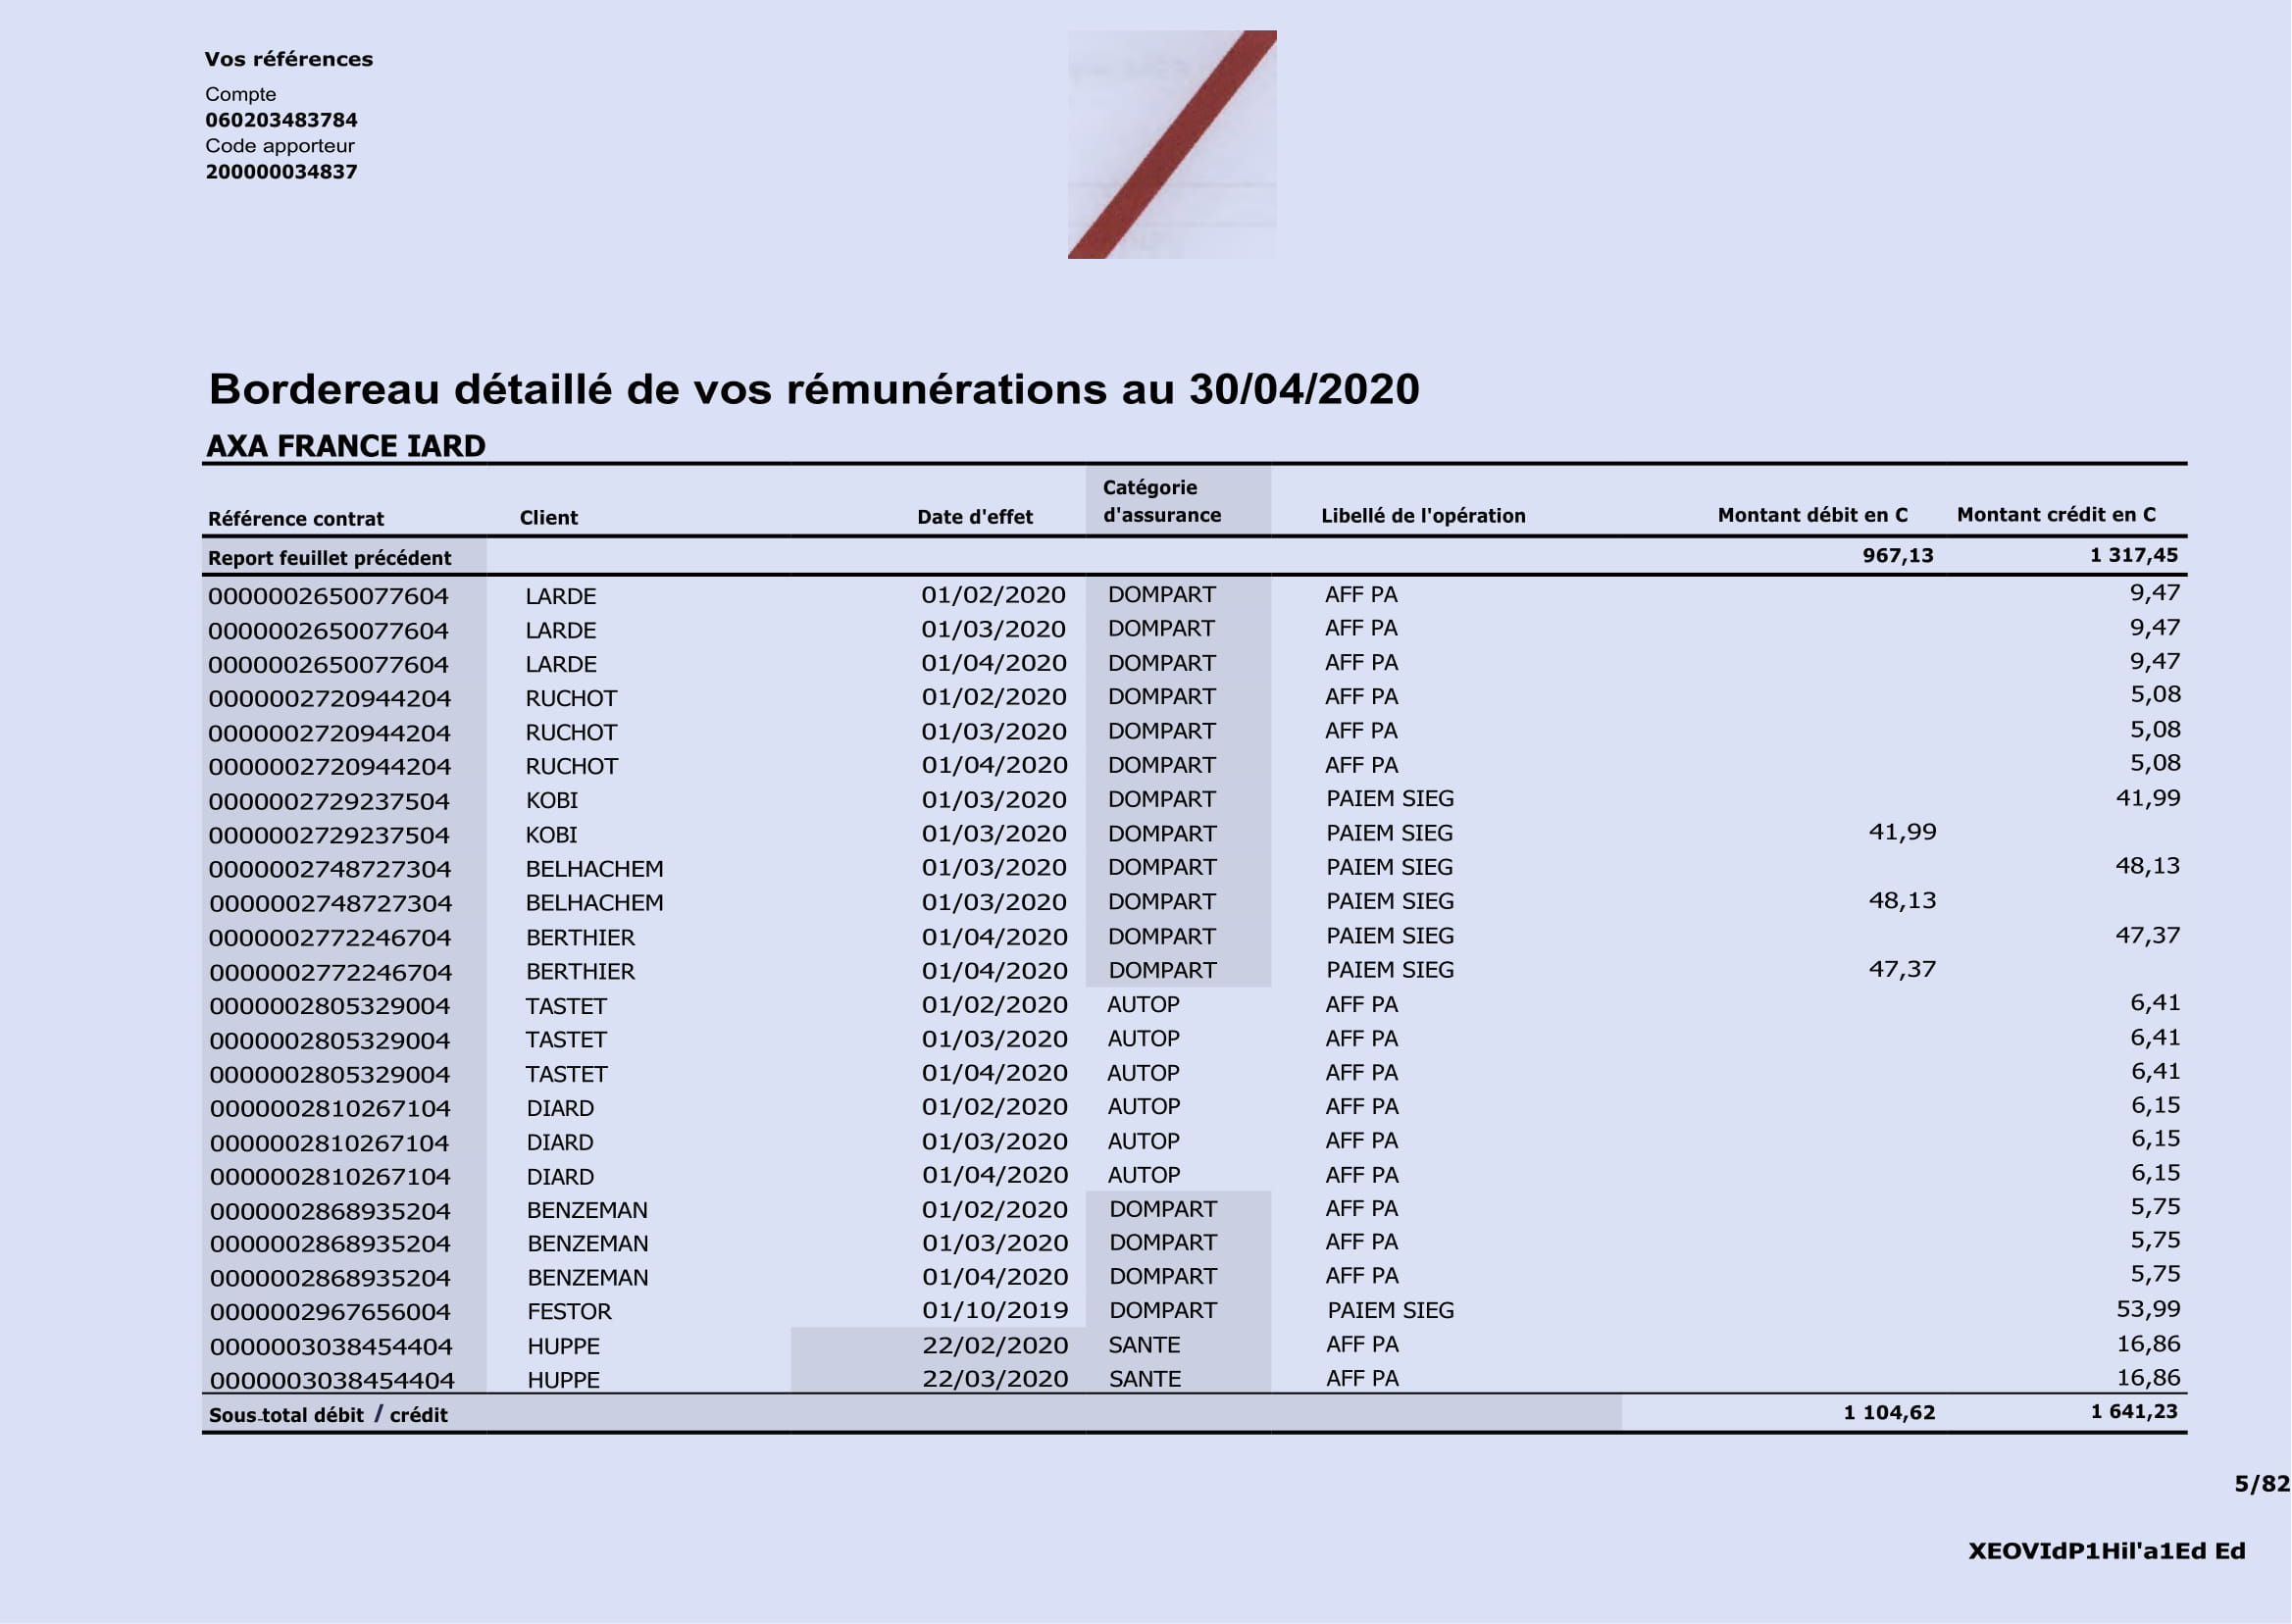 Vos références
Compte
060203483784
Code apporteur
200000034837
Bordereau détaillé de vos rémunérations au 30/04/2020
AXA FRANCE IARD
Référence contrat Client Date d'effet Catégorie d'assurance Libellé de l'opération Montant débit en C Montant crédit en C
Report feuillet précédent 967,13 1 317,45
0000002650077604 LARDE 01/02/2020 DOMPART AFF PA 9,47
0000002650077604 LARDE 01/03/2020 DOMPART AFF PA 9,47
0000002650077604 LARDE 01/04/2020 DOMPART AFF PA 9,47
0000002720944204 RUCHOT 01/02/2020 DOMPART AFF PA 5,08
0000002720944204 RUCHOT 01/03/2020 DOMPART AFF PA 5,08
0000002720944204 RUCHOT 01/04/2020 DOMPART AFF PA 5,08
0000002729237504 KOBI 01/03/2020 DOMPART PAIEM SIEG 41,99
0000002729237504 KOBI 01/03/2020 DOMPART PAIEM SIEG 41,99
0000002748727304 BELHACHEM 01/03/2020 DOMPART PAIEM SIEG 48,13
0000002748727304 BELHACHEM 01/03/2020 DOMPART PAIEM SIEG 48,13
0000002772246704 BERTHIER 01/04/2020 DOMPART PAIEM SIEG 47,37
0000002772246704 BERTHIER 01/04/2020 DOMPART PAIEM SIEG 47,37
0000002805329004 TASTET 01/02/2020 AUTOP AFF PA 6,41
0000002805329004 TASTET 01/03/2020 AUTOP AFF PA 6,41
0000002805329004 TASTET 01/04/2020 AUTOP AFF PA 6,41
0000002810267104 DIARD 01/02/2020 AUTOP AFF PA 6,15
0000002810267104 DIARD 01/03/2020 AUTOP AFF PA 6,15
0000002810267104 DIARD 01/04/2020 AUTOP AFF PA 6,15
0000002868935204 BENZEMAN 01/02/2020 DOMPART AFF PA 5,75
0000002868935204 BENZEMAN 01/03/2020 DOMPART AFF PA 5,75
0000002868935204 BENZEMAN 01/04/2020 DOMPART AFF PA 5,75
0000002967656004 FESTOR 01/10/2019 DOMPART PAIEM SIEG 53,99
0000003038454404 HUPPE 22/02/2020 SANTE AFF PA 16,86
0000003038454404 HUPPE 22/03/2020 SANTE AFF PA 16,86
Sous-total débit / crédit 1 104,62 1 641,23
5/82
XEOVIdP1Hil'a1Ed Ed